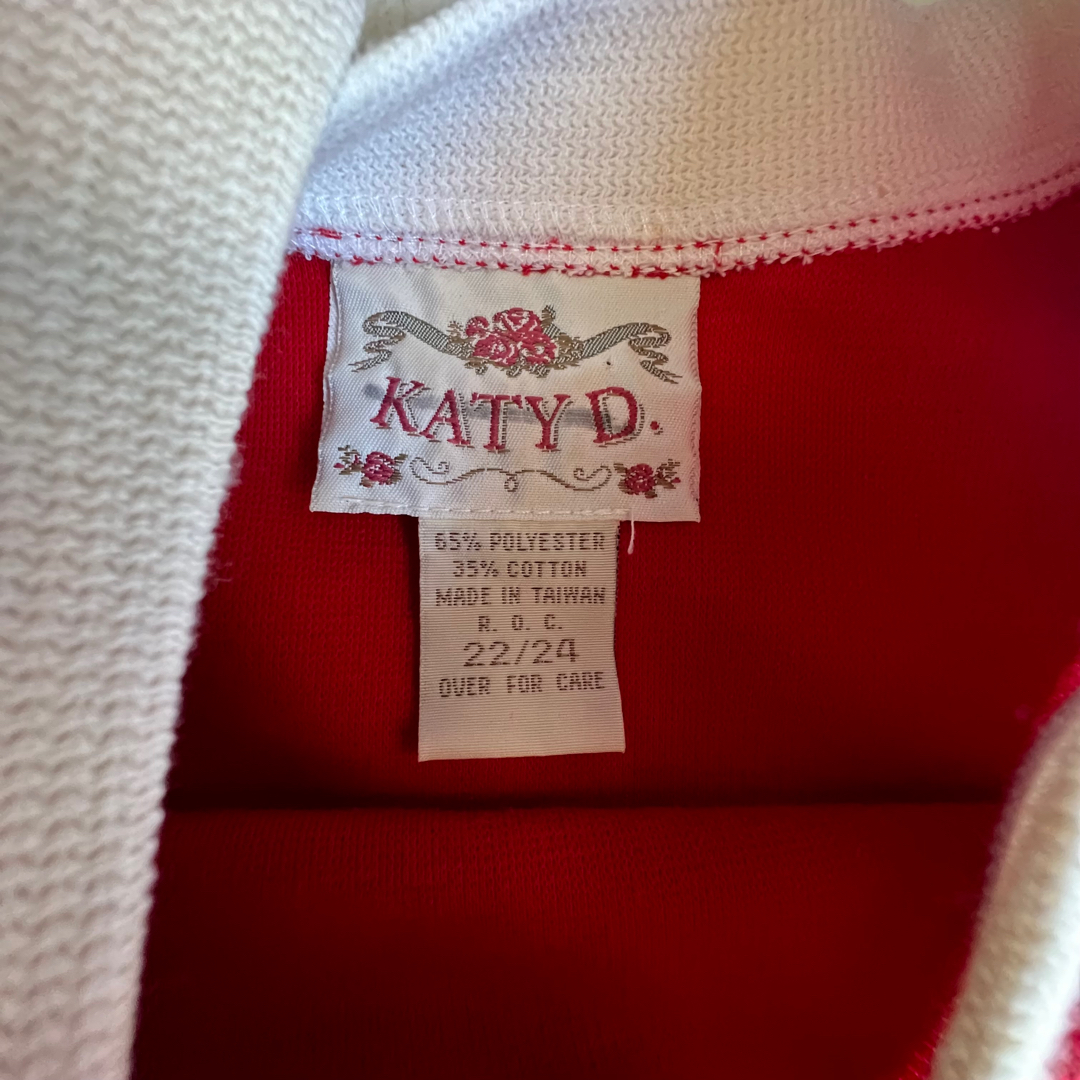 KATY D.
65% POLYESTER
35% COTTON
MADE IN TAIWAN
R. O. C.
22/24
OVER FOR CARE